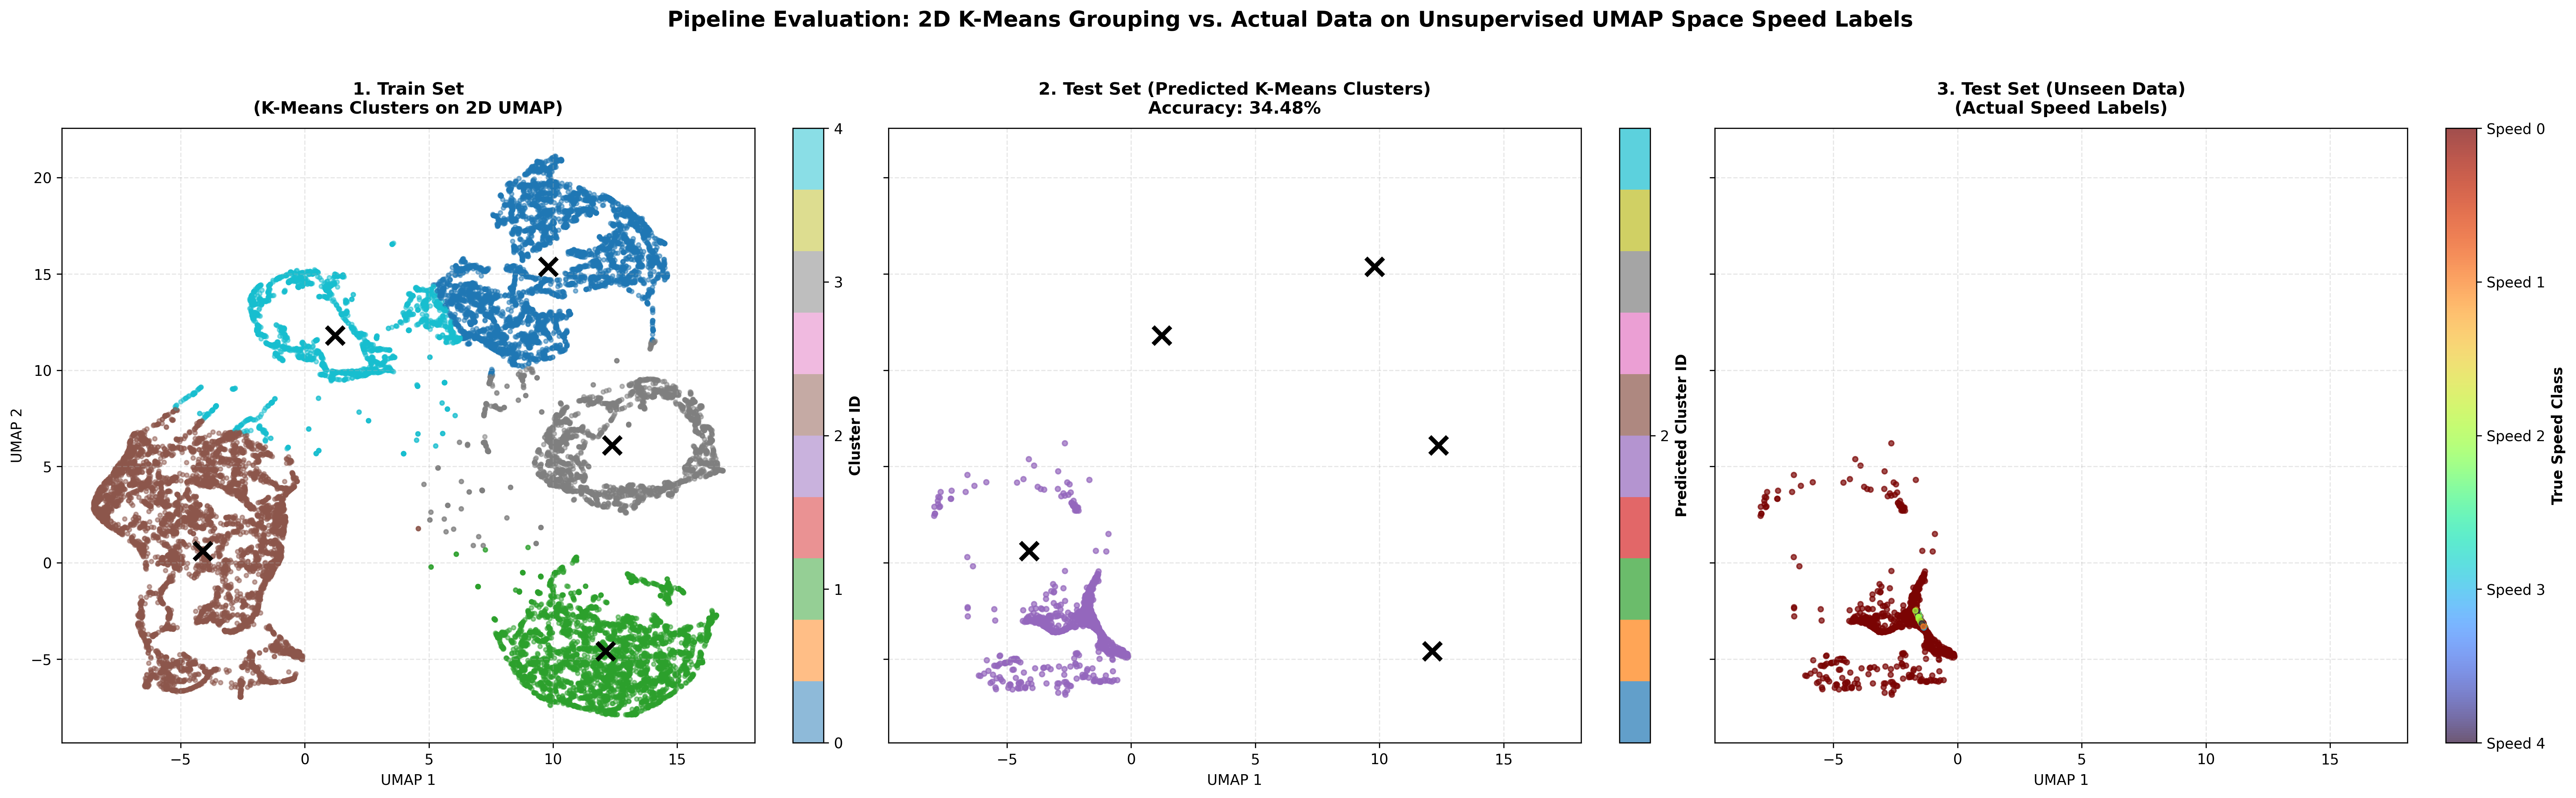 Pipeline Evaluation: 2D K-Means Grouping vs. Actual Data on Unsupervised UMAP Space Speed Labels
1. Train Set
(K-Means Clusters on 2D UMAP)
20
15
10
5
0
−5
UMAP 2
−5 0 5 10 15
UMAP 1
4
3
2
1
0
Cluster ID
2. Test Set (Predicted K-Means Clusters)
Accuracy: 34.48%
−5 0 5 10 15
UMAP 1
2
Predicted Cluster ID
3. Test Set (Unseen Data)
(Actual Speed Labels)
−5 0 5 10 15
UMAP 1
Speed 0
Speed 1
Speed 2
Speed 3
Speed 4
True Speed Class